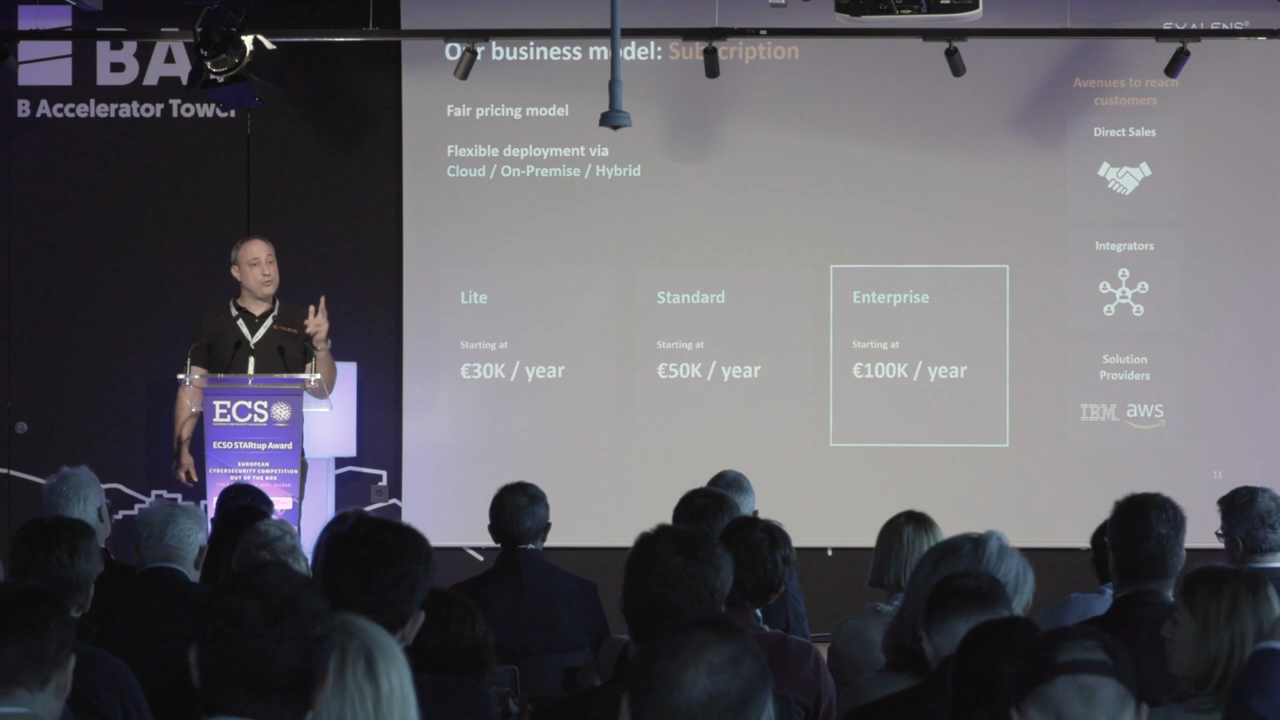 BA
B Accelerator Tower
EXALENS®
Our business model: Subscription
Fair pricing model
Flexible deployment via
Cloud / On-Premise / Hybrid
Lite
Starting at
€30K / year
Standard
Starting at
€50K / year
Enterprise
Starting at
€100K / year
Avenues to reach
customers
Direct Sales
Integrators
Solution
Providers
IBM aws
11
ECSO
ECSO STARtup Award
EUROPEAN
CYBERSECURITY COMPETITION
OUT OF THE BOX